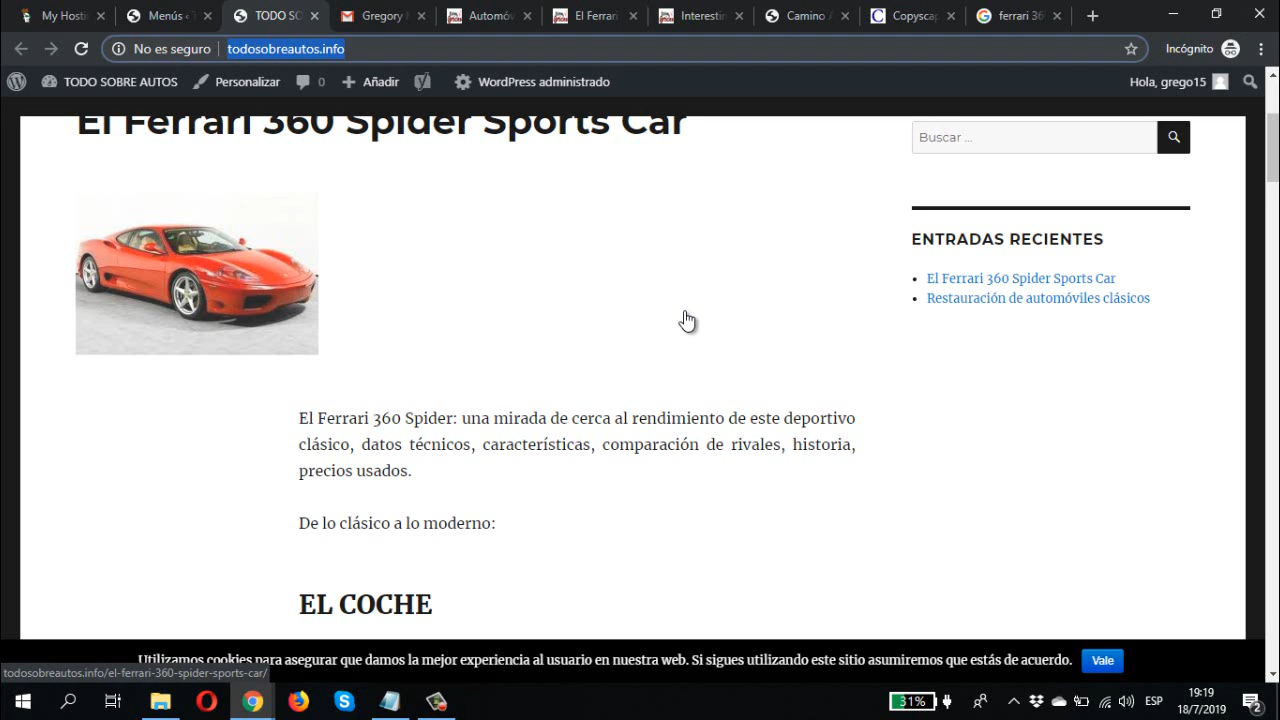 My Hosti
Menús
TODO SO
Gregory
Automóv
El Ferrari
Interestin
Camino
Copyscap
ferrari 36
No es seguro
todosobreautos.info
Incógnito
TODO SOBRE AUTOS
Personalizar
0
Añadir
WordPress administrado
Hola, grego15
El Ferrari 360 Spider Sports Car
Buscar ...
ENTRADAS RECIENTES
El Ferrari 360 Spider Sports Car
Restauración de automóviles clásicos
El Ferrari 360 Spider: una mirada de cerca al rendimiento de este deportivo
clásico, datos técnicos, características, comparación de rivales, historia,
precios usados.
De lo clásico a lo moderno:
EL COCHE
Utilizamos cookies para asegurar que damos la mejor experiencia al usuario en nuestra web. Si sigues utilizando este sitio asumiremos que estás de acuerdo.
Vale
todosobreautos.info/el-ferrari-360-spider-sports-car/
31%
ESP
19:19
18/7/2019
2